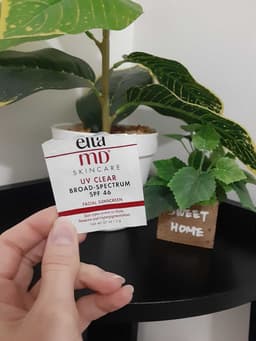 elta
MD
SKINCARE
UV CLEAR
BROAD-SPECTRUM
SPF 46
FACIAL SUNSCREEN
SWEET
HOME